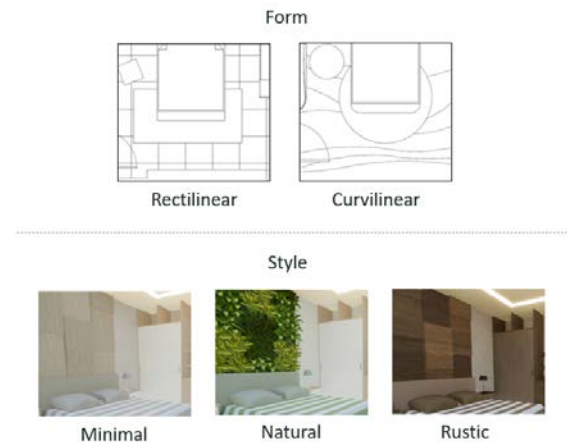 Form
Rectilinear
Curvilinear
Style
Minimal
Natural
Rustic